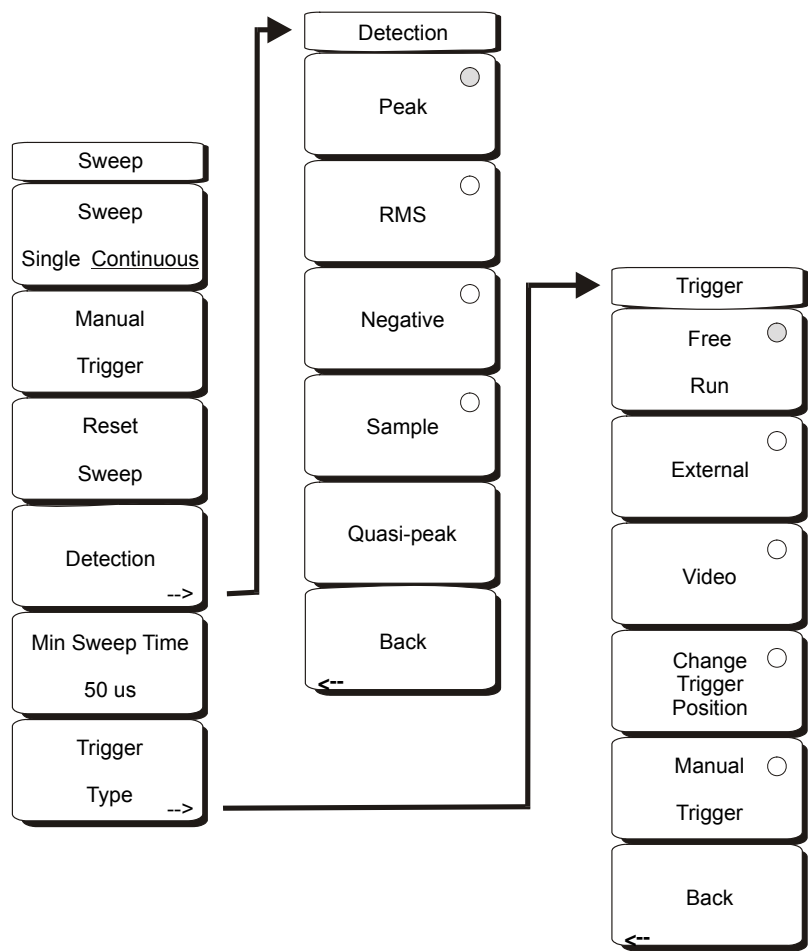 Sweep
Sweep
Single Continuous
Manual
Trigger
Reset
Sweep
Detection
-->
Min Sweep Time
50 us
Trigger
Type
-->
Detection
Peak
RMS
Negative
Sample
Quasi-peak
Back
<--
Trigger
Free
Run
External
Video
Change
Trigger
Position
Manual
Trigger
Back
<--